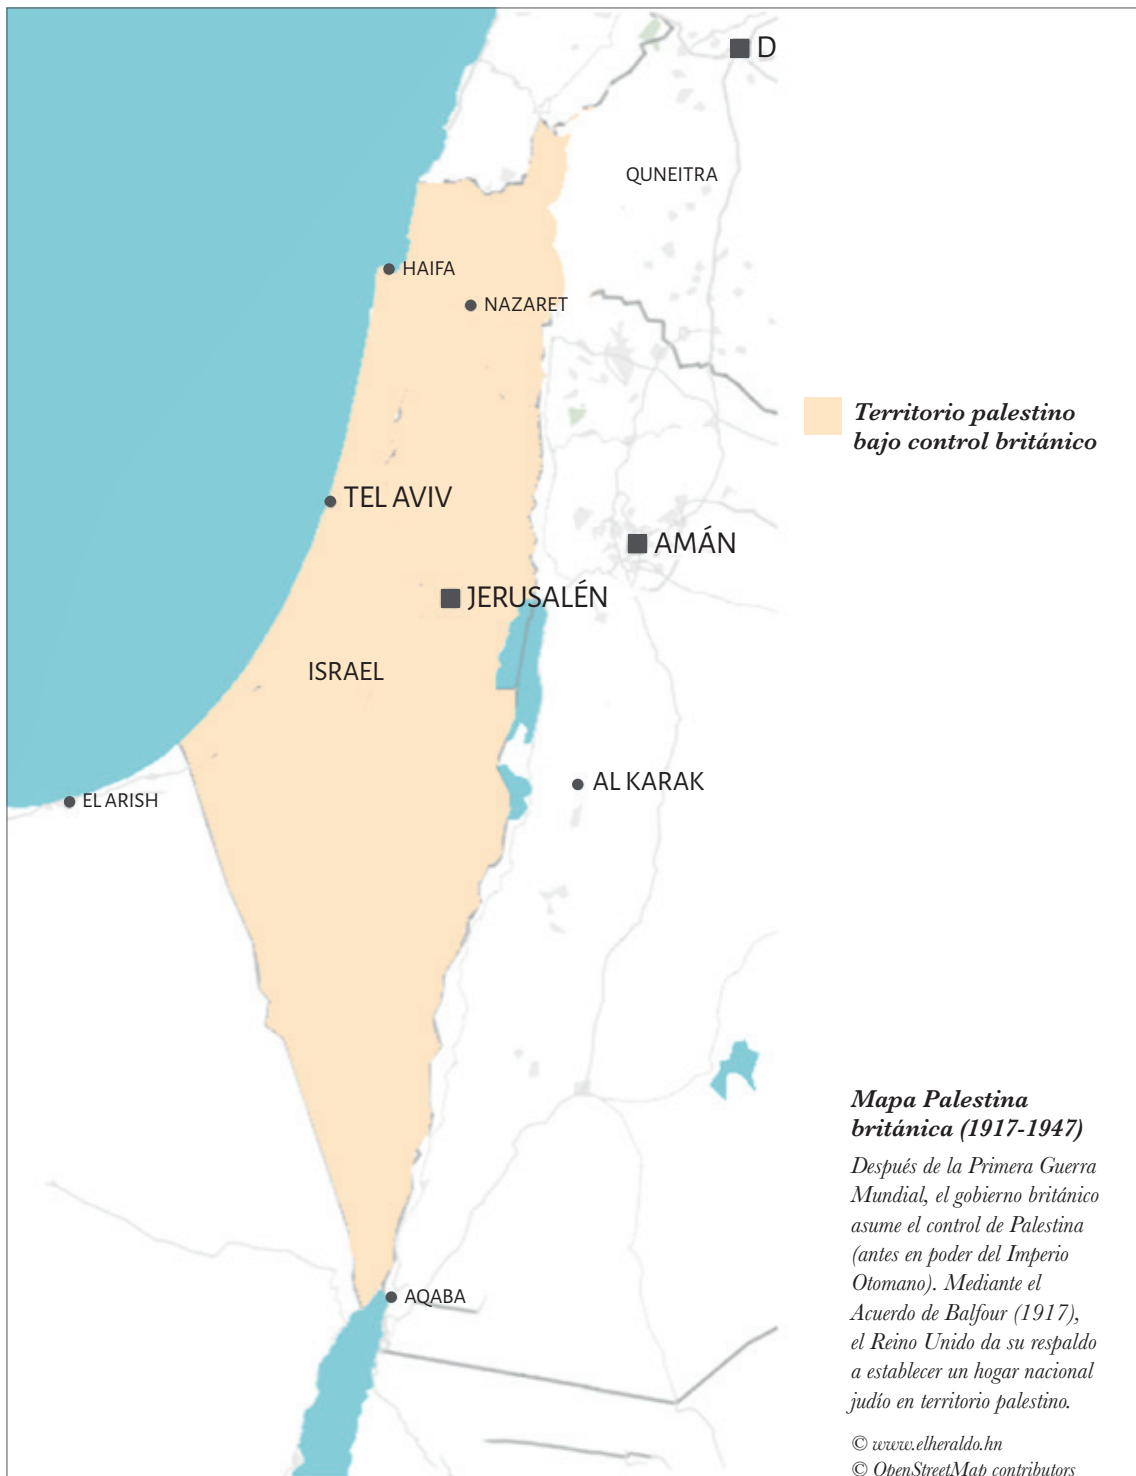 D
QUNEITRA
HAIFA
NAZARET
Territorio palestino
bajo control británico
TEL AVIV
AMÁN
JERUSALÉN
ISRAEL
AL KARAK
EL ARISH
AQABA
Mapa Palestina
británica (1917-1947)
Después de la Primera Guerra
Mundial, el gobierno británico
asume el control de Palestina
(antes en poder del Imperio
Otomano). Mediante el
Acuerdo de Balfour (1917),
el Reino Unido da su respaldo
a establecer un hogar nacional
judío en territorio palestino.
© www.elheraldo.hn
© OpenStreetMap contributors